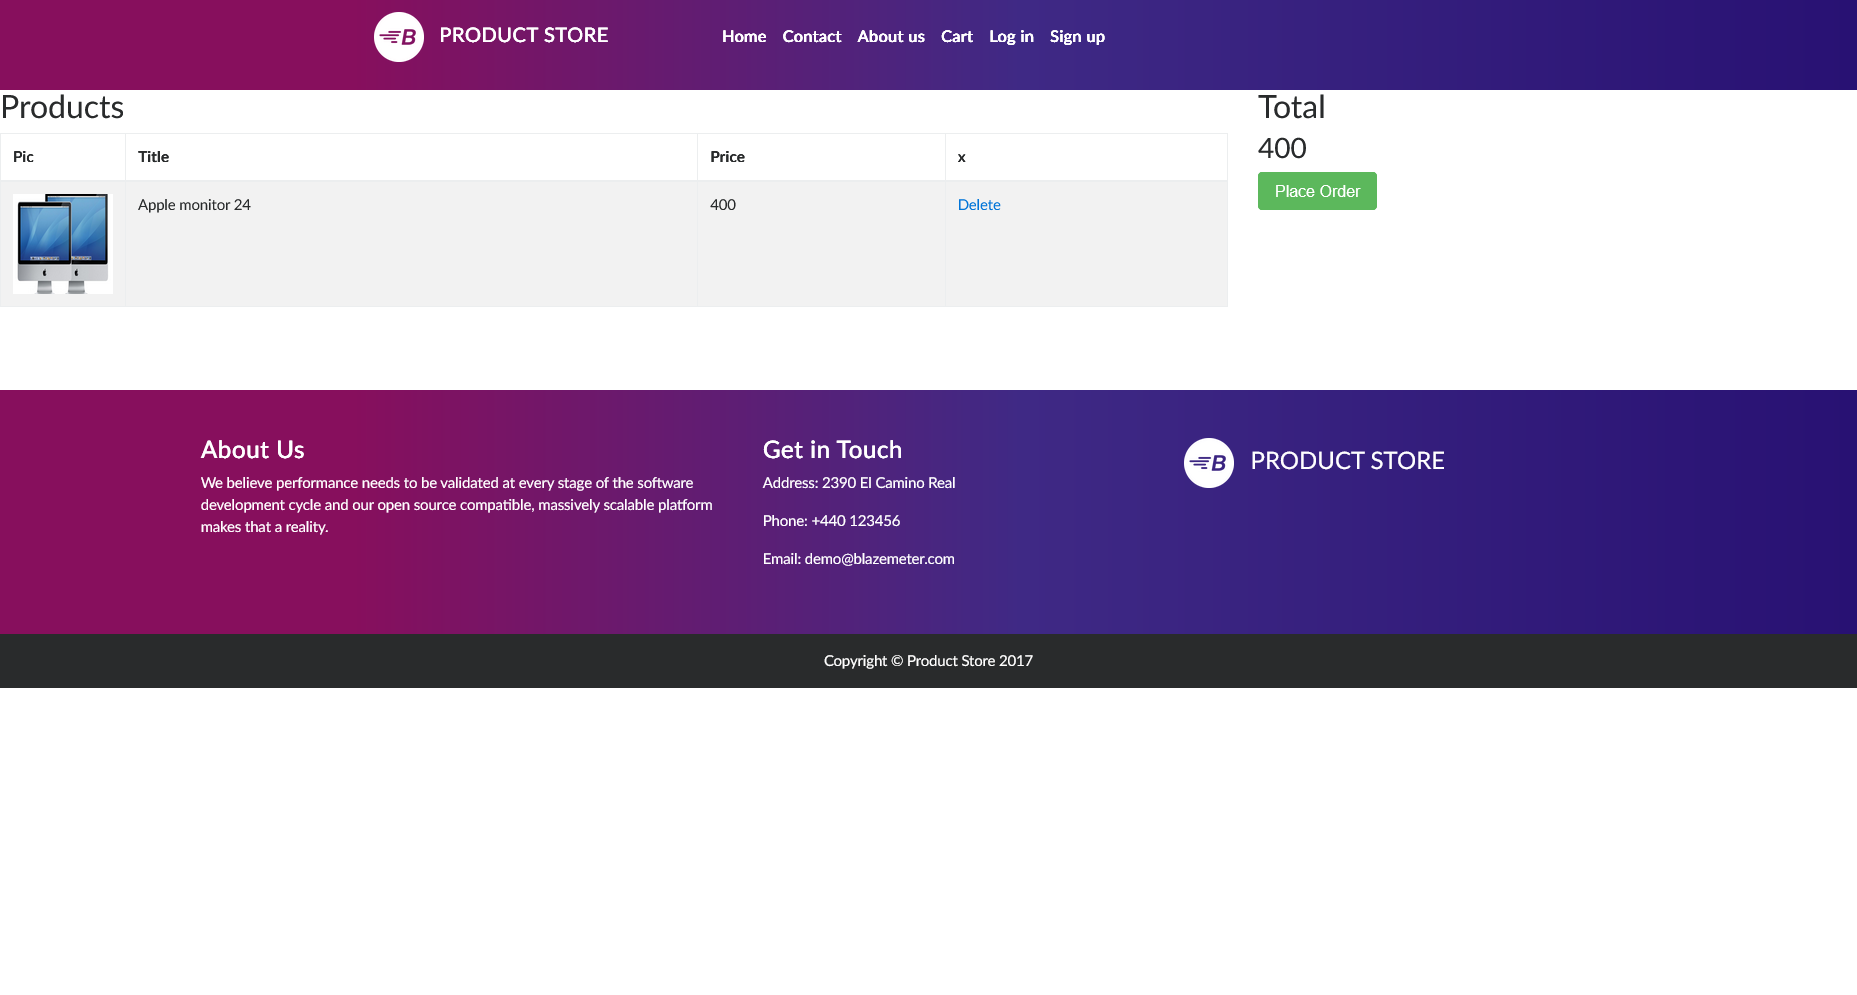 B PRODUCT STORE Home Contact About us Cart Log in Sign up
Products
Pic Title Price x
Apple monitor 24 400 Delete
Total
400
Place Order
About Us
We believe performance needs to be validated at every stage of the software
development cycle and our open source compatible, massively scalable platform
makes that a reality.
Get in Touch
Address: 2390 El Camino Real
Phone: +440 123456
Email: demo@blazemeter.com
B PRODUCT STORE
Copyright © Product Store 2017